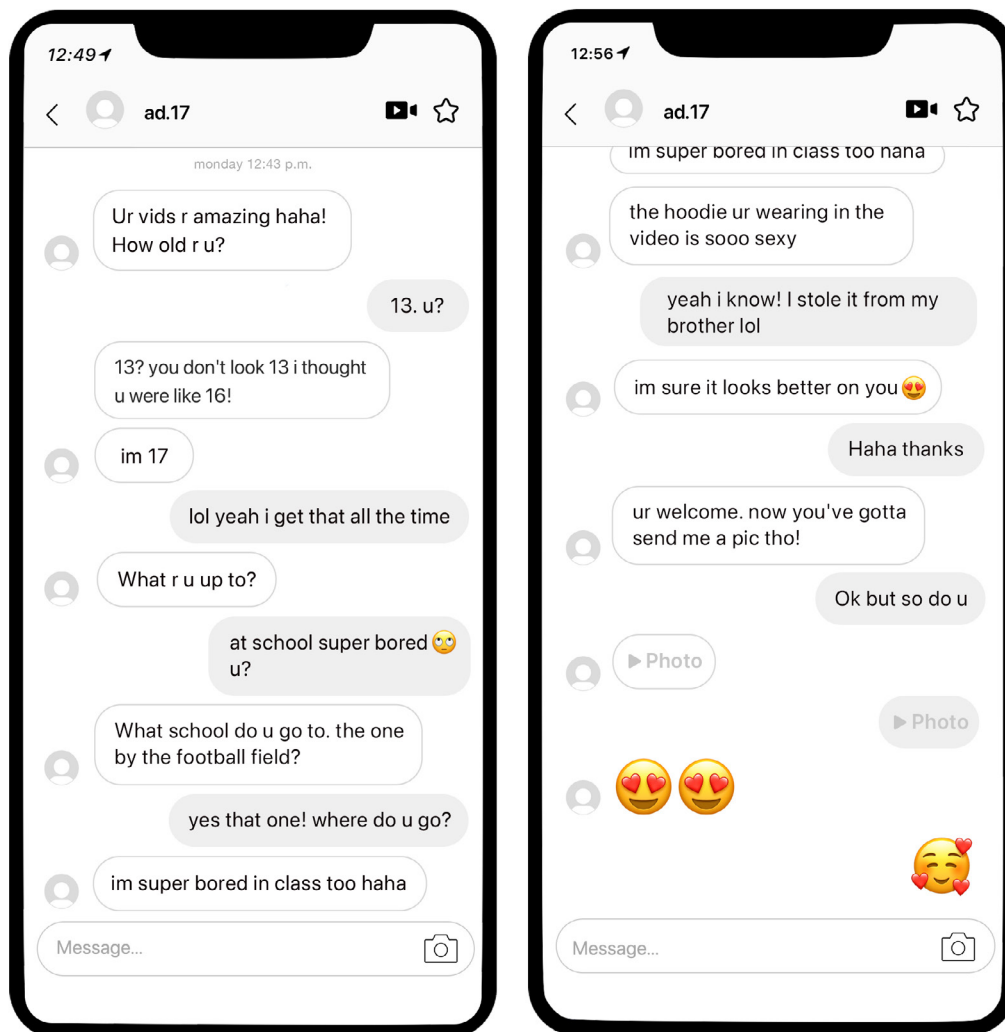 12:49
ad.17
monday 12:43 p.m.
Ur vids r amazing haha!
How old r u?
13. u?
13? you don't look 13 i thought
u were like 16!
im 17
lol yeah i get that all the time
What r u up to?
at school super bored 🙄
u?
What school do u go to. the one
by the football field?
yes that one! where do u go?
im super bored in class too haha
Message...
12:56
ad.17
im super bored in class too haha
the hoodie ur wearing in the
video is sooo sexy
yeah i know! I stole it from my
brother lol
im sure it looks better on you 😍
Haha thanks
ur welcome. now you've gotta
send me a pic tho!
Ok but so do u
Photo
Photo
😍😍
🥰
Message...